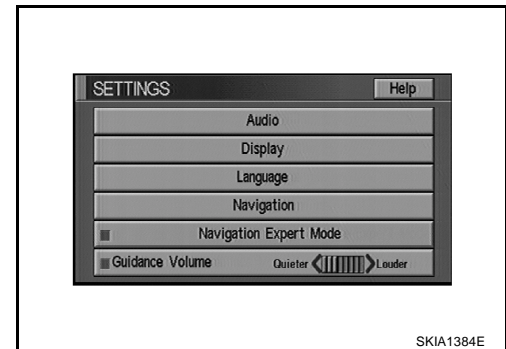 SETTINGS Help
Audio
Display
Language
Navigation
Navigation Expert Mode
Guidance Volume Quieter Louder
SKIA1384E